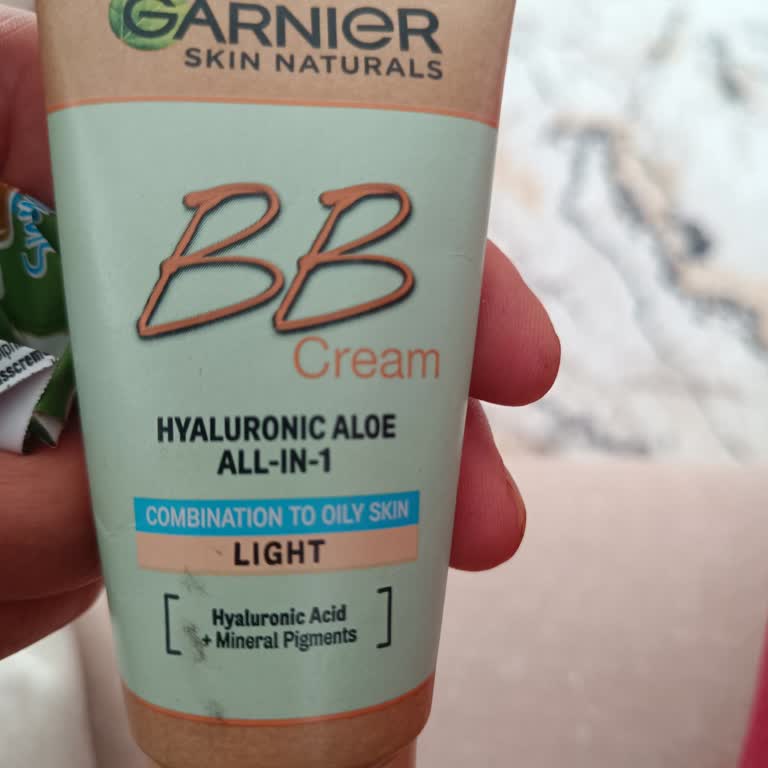 GARNIER
SKIN NATURALS
BB
Cream
HYALURONIC ALOE
ALL-IN-1
COMBINATION TO OILY SKIN
LIGHT
Hyaluronic Acid
+ Mineral Pigments